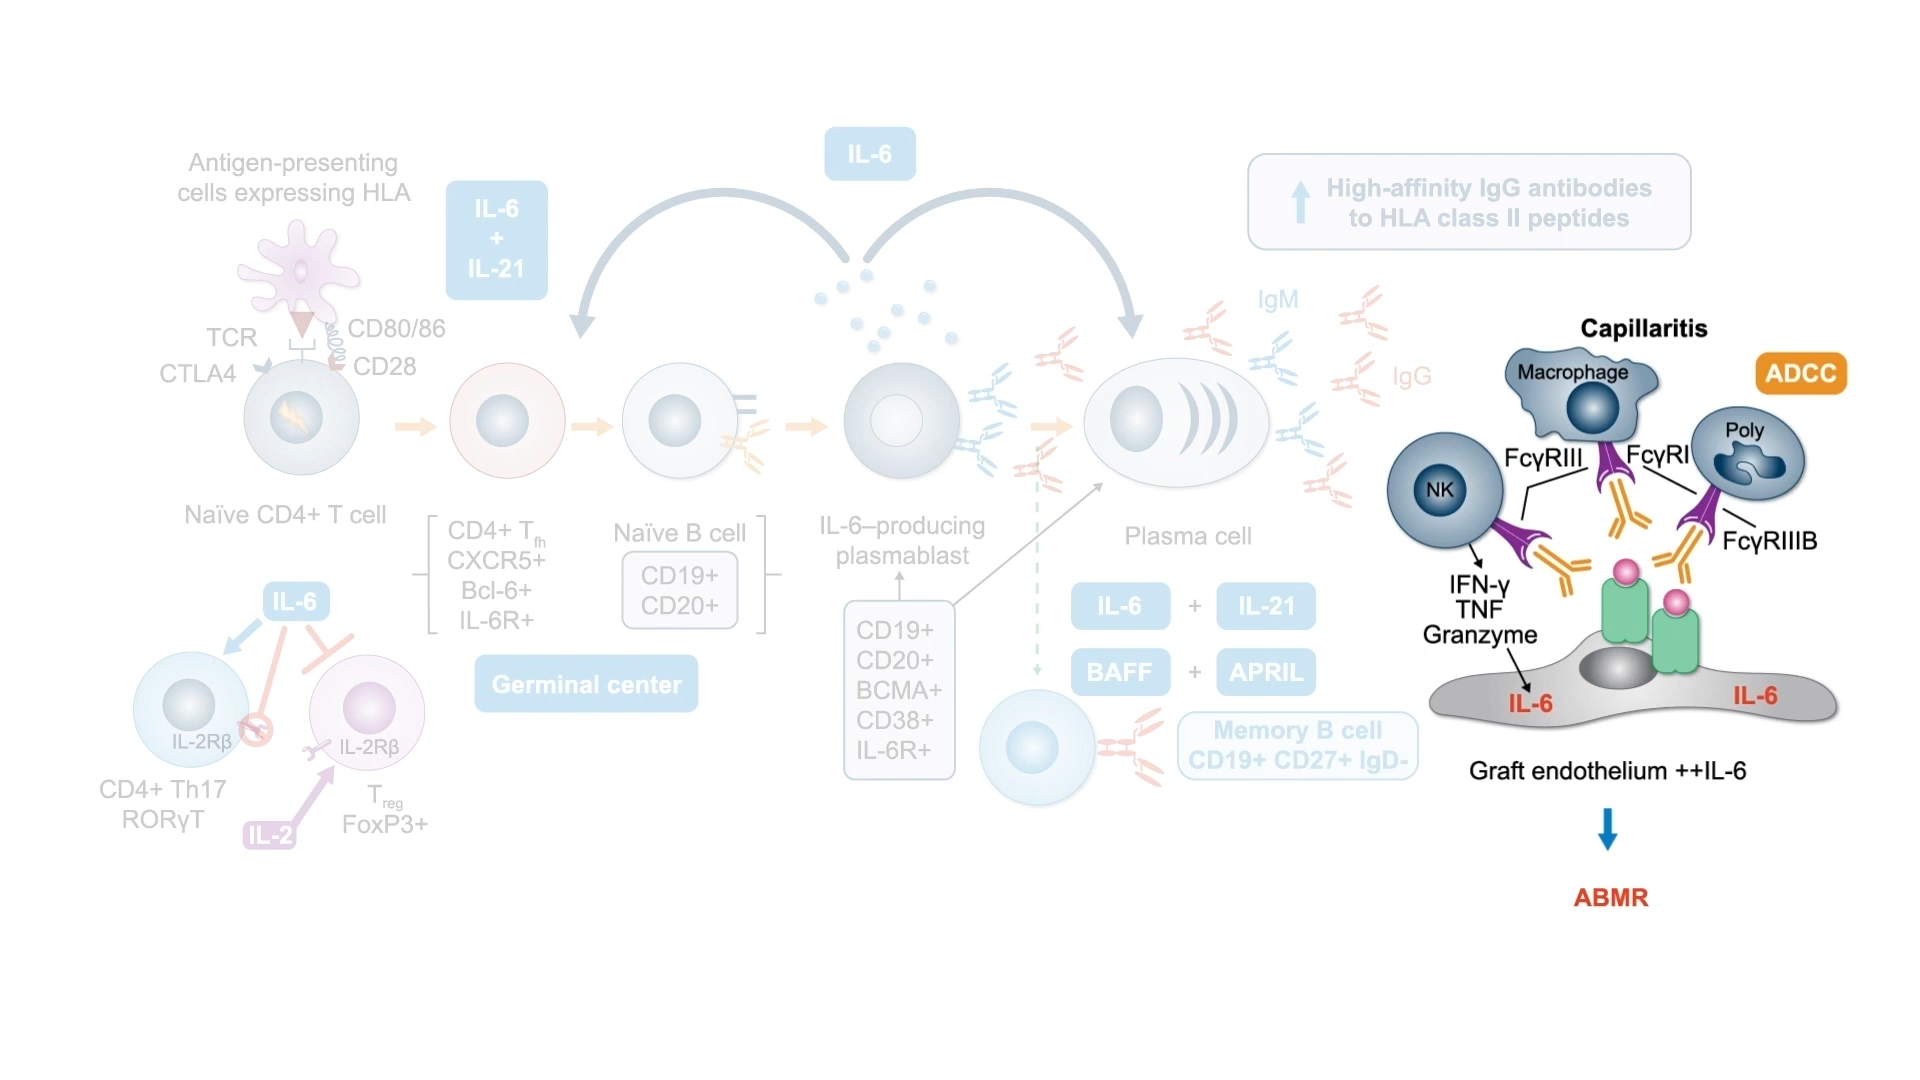 Antigen-presenting
cells expressing HLA
TCR
CD80/86
CTLA4
CD28
Naïve CD4+ T cell
IL-6
+
IL-21
IL-6
CD4+ Tfh
CXCR5+
Bcl-6+
IL-6R+
Naïve B cell
CD19+
CD20+
Germinal center
IL-6
IL-2Rβ
IL-2Rβ
CD4+ Th17
RORγT
IL-2
Treg
FoxP3+
IL-6–producing
plasmablast
CD19+
CD20+
BCMA+
CD38+
IL-6R+
High-affinity IgG antibodies
to HLA class II peptides
IgM
IgG
Plasma cell
IL-6 + IL-21
BAFF + APRIL
Memory B cell
CD19+ CD27+ IgD-
Capillaritis
Macrophage
ADCC
Poly
FcγRIII
FcγRI
NK
FcγRIIIB
IFN-γ
TNF
Granzyme
IL-6
IL-6
Graft endothelium ++IL-6
ABMR